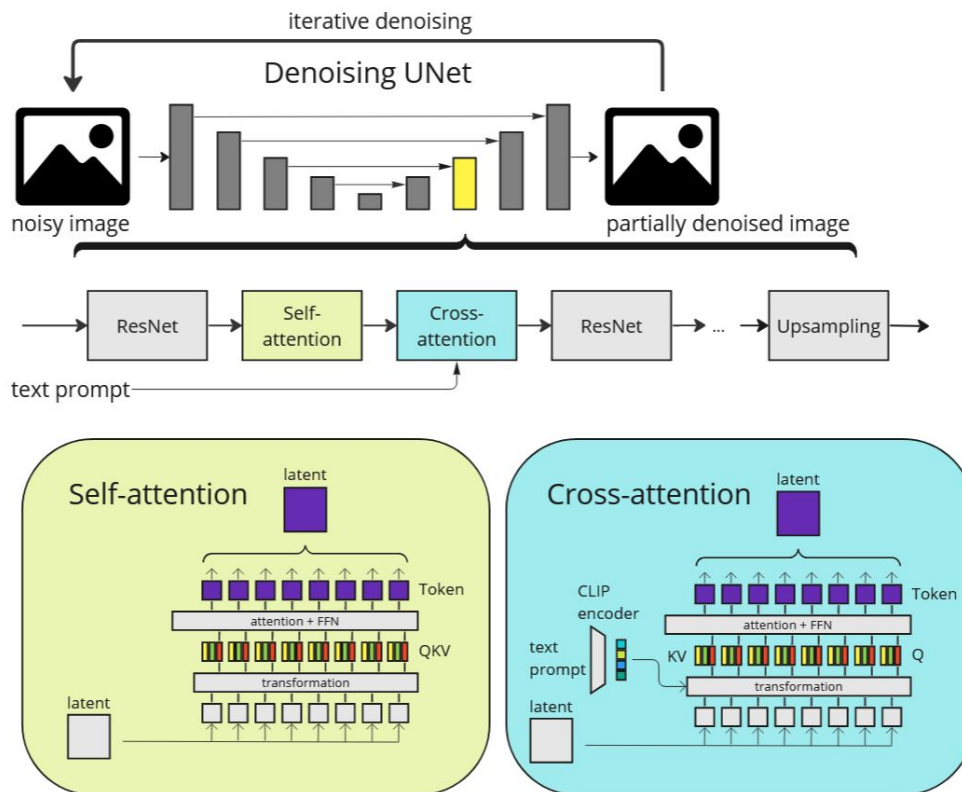 iterative denoising
Denoising UNet
noisy image
partially denoised image
ResNet
Self-
attention
Cross-
attention
ResNet
...
Upsampling
text prompt
Self-attention
latent
Token
attention + FFN
QKV
transformation
latent
Cross-attention
latent
Token
CLIP
encoder
attention + FFN
text
prompt
KV
Q
transformation
latent